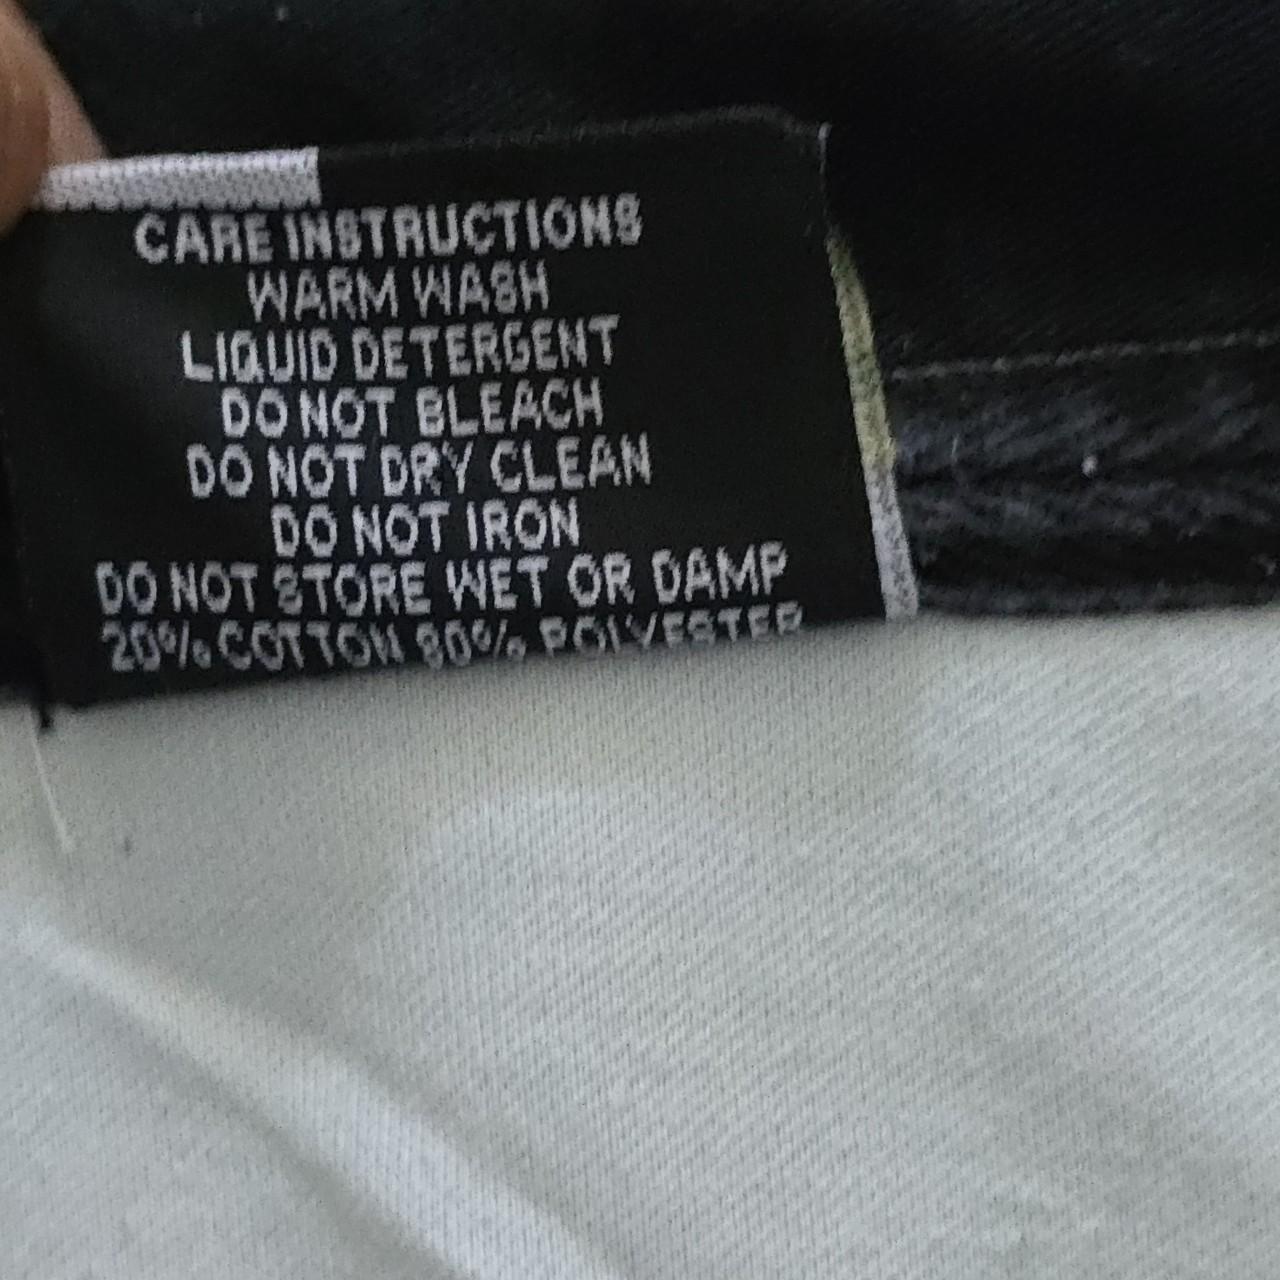 CARE INSTRUCTIONS
WARM WASH
LIQUID DETERGENT
DO NOT BLEACH
DO NOT DRY CLEAN
DO NOT IRON
DO NOT STORE WET OR DAMP
20% COTTON 80% POLYESTER